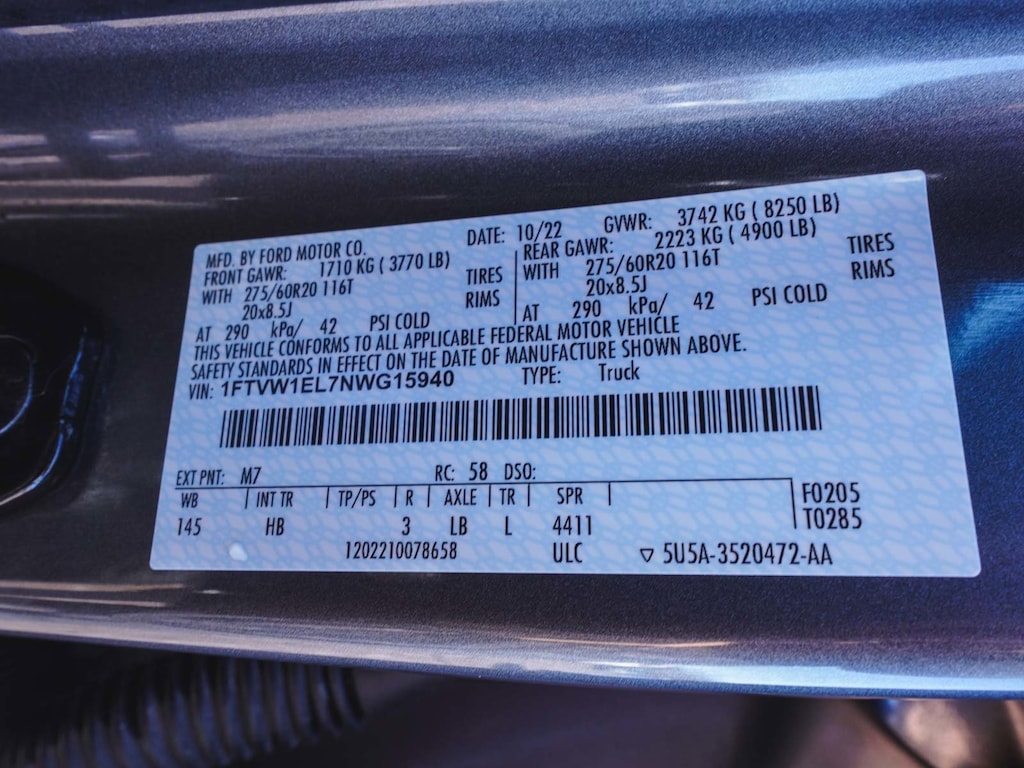 MFD. BY FORD MOTOR CO. DATE: 10/22 GVWR: 3742 KG ( 8250 LB)
FRONT GAWR: 1710 KG ( 3770 LB) REAR GAWR: 2223 KG ( 4900 LB)
WITH 275/60R20 116T TIRES WITH 275/60R20 116T TIRES
20x8.5J RIMS 20x8.5J RIMS
AT 290 kPa/ 42 PSI COLD AT 290 kPa/ 42 PSI COLD
THIS VEHICLE CONFORMS TO ALL APPLICABLE FEDERAL MOTOR VEHICLE
SAFETY STANDARDS IN EFFECT ON THE DATE OF MANUFACTURE SHOWN ABOVE.
VIN: 1FTVW1EL7NWG15940 TYPE: Truck
EXT PNT: M7 RC: 58 DSO:
WB INT TR TP/PS R AXLE TR SPR F0205
145 HB 3 LB L 4411 T0285
1202210078658 ULC ▽ 5U5A-3520472-AA